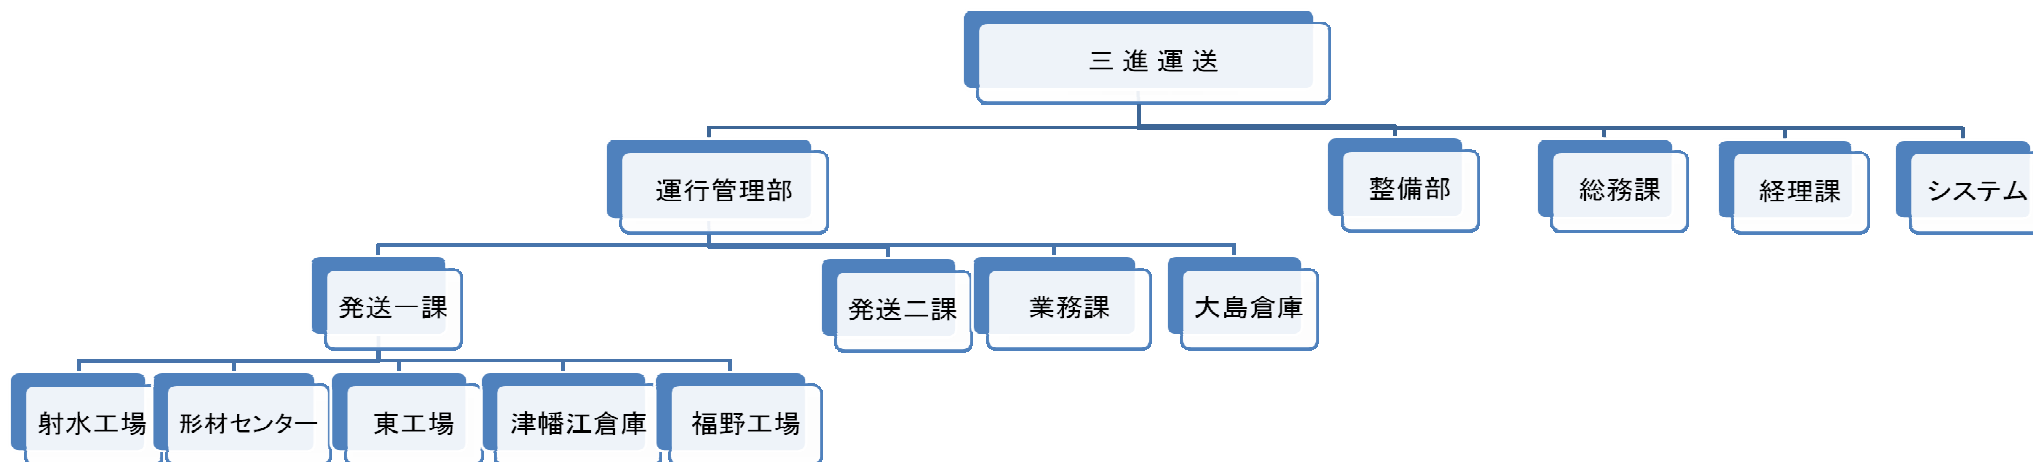 三進運送
運行管理部
整備部
総務課
経理課
システム
発送一課
発送二課
業務課
大島倉庫
射水工場
形材センター
東工場
津幡江倉庫
福野工場